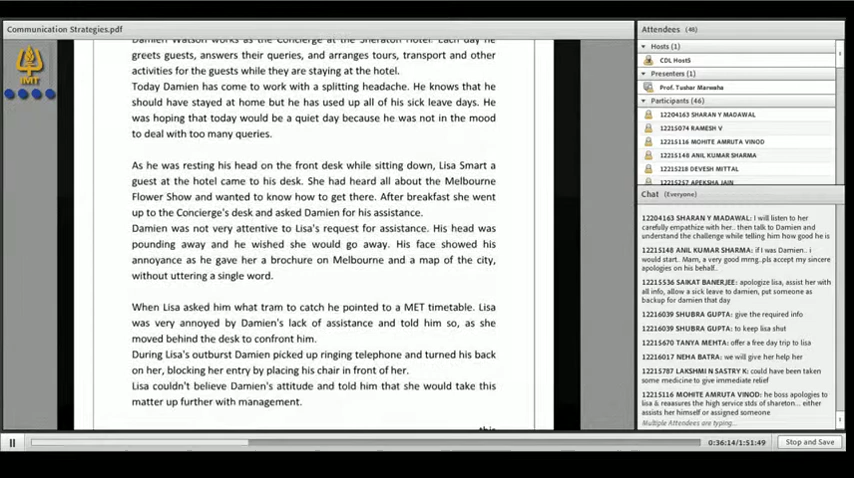 Communication Strategies.pdf
IMT
Damien Watson works as the Concierge at the Sheraton Hotel. Each day he
greets guests, answers their queries, and arranges tours, transport and other
activities for the guests while they are staying at the hotel.
Today Damien has come to work with a splitting headache. He knows that he
should have stayed at home but he has used up all of his sick leave days. He
was hoping that today would be a quiet day because he was not in the mood
to deal with too many queries.
As he was resting his head on the front desk while sitting down, Lisa Smart a
guest at the hotel came to his desk. She had heard all about the Melbourne
Flower Show and wanted to know how to get there. After breakfast she went
up to the Concierge's desk and asked Damien for his assistance.
Damien was not very attentive to Lisa's request for assistance. His head was
pounding away and he wished she would go away. His face showed his
annoyance as he gave her a brochure on Melbourne and a map of the city,
without uttering a single word.
When Lisa asked him what tram to catch he pointed to a MET timetable. Lisa
was very annoyed by Damien's lack of assistance and told him so, as she
moved behind the desk to confront him.
During Lisa's outburst Damien picked up ringing telephone and turned his back
on her, blocking her entry by placing his chair in front of her.
Lisa couldn't believe Damien's attitude and told him that she would take this
matter up further with management.
Attendees (48)
Hosts (1)
CDL Host5
Presenters (1)
Prof. Tushar Marwaha
Participants (46)
12204163 SHARAN Y MADAWAL
12215074 RAMESH V
12215116 MOHITE AMRUTA VINOD
12215148 ANIL KUMAR SHARMA
12215218 DEVESH MITTAL
12215257 APEKSHA JAIN
Chat (Everyone)
12204163 SHARAN Y MADAWAL: I will listen to her
carefully empathize with her.. then talk to Damien and
understand the challenge while telling him how good he is
12215148 ANIL KUMAR SHARMA: if I was Damien.. i
would start.. Mam, a very good mrng..pls accept my sincere
apologies on his behalf.
12215536 SAIKAT BANERJEE: apologize lisa, assist her with
all info, allow a sick leave to damien, put someone as
backup for damien that day
12216039 SHUBRA GUPTA: give the required info
12216039 SHUBRA GUPTA: to keep lisa shut
12215670 TANYA MEHTA: offer a free day trip to lisa
12216017 NEHA BATRA: we will give her help her
12215787 LAKSHMI N SASTRY K: could have been taken
some medicine to give immediate relief
12215116 MOHITE AMRUTA VINOD: he boss apologies to
lisa & reassures the high service stds of shareton... either
assists her himself or assigned someone
Multiple Attendees are typing...
0:36:14/1:51:49
Stop and Save